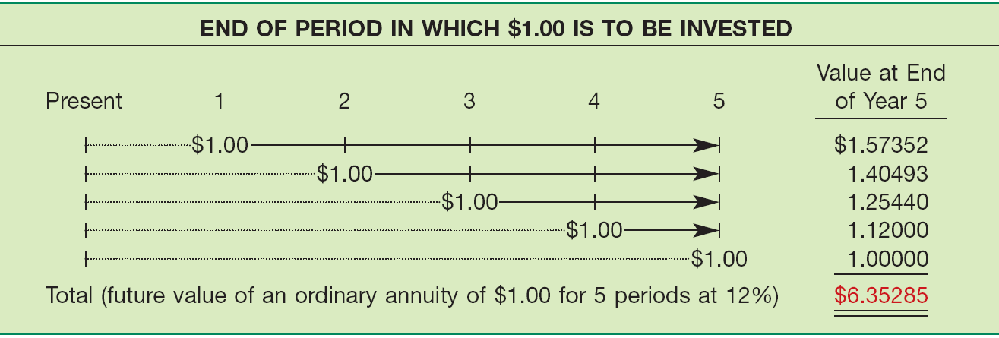 END OF PERIOD IN WHICH $1.00 IS TO BE INVESTED
Value at End
Present 1 2 3 4 5 of Year 5
$1.00 $1.57352
$1.00 1.40493
$1.00 1.25440
$1.00 1.12000
$1.00 1.00000
Total (future value of an ordinary annuity of $1.00 for 5 periods at 12%) $6.35285